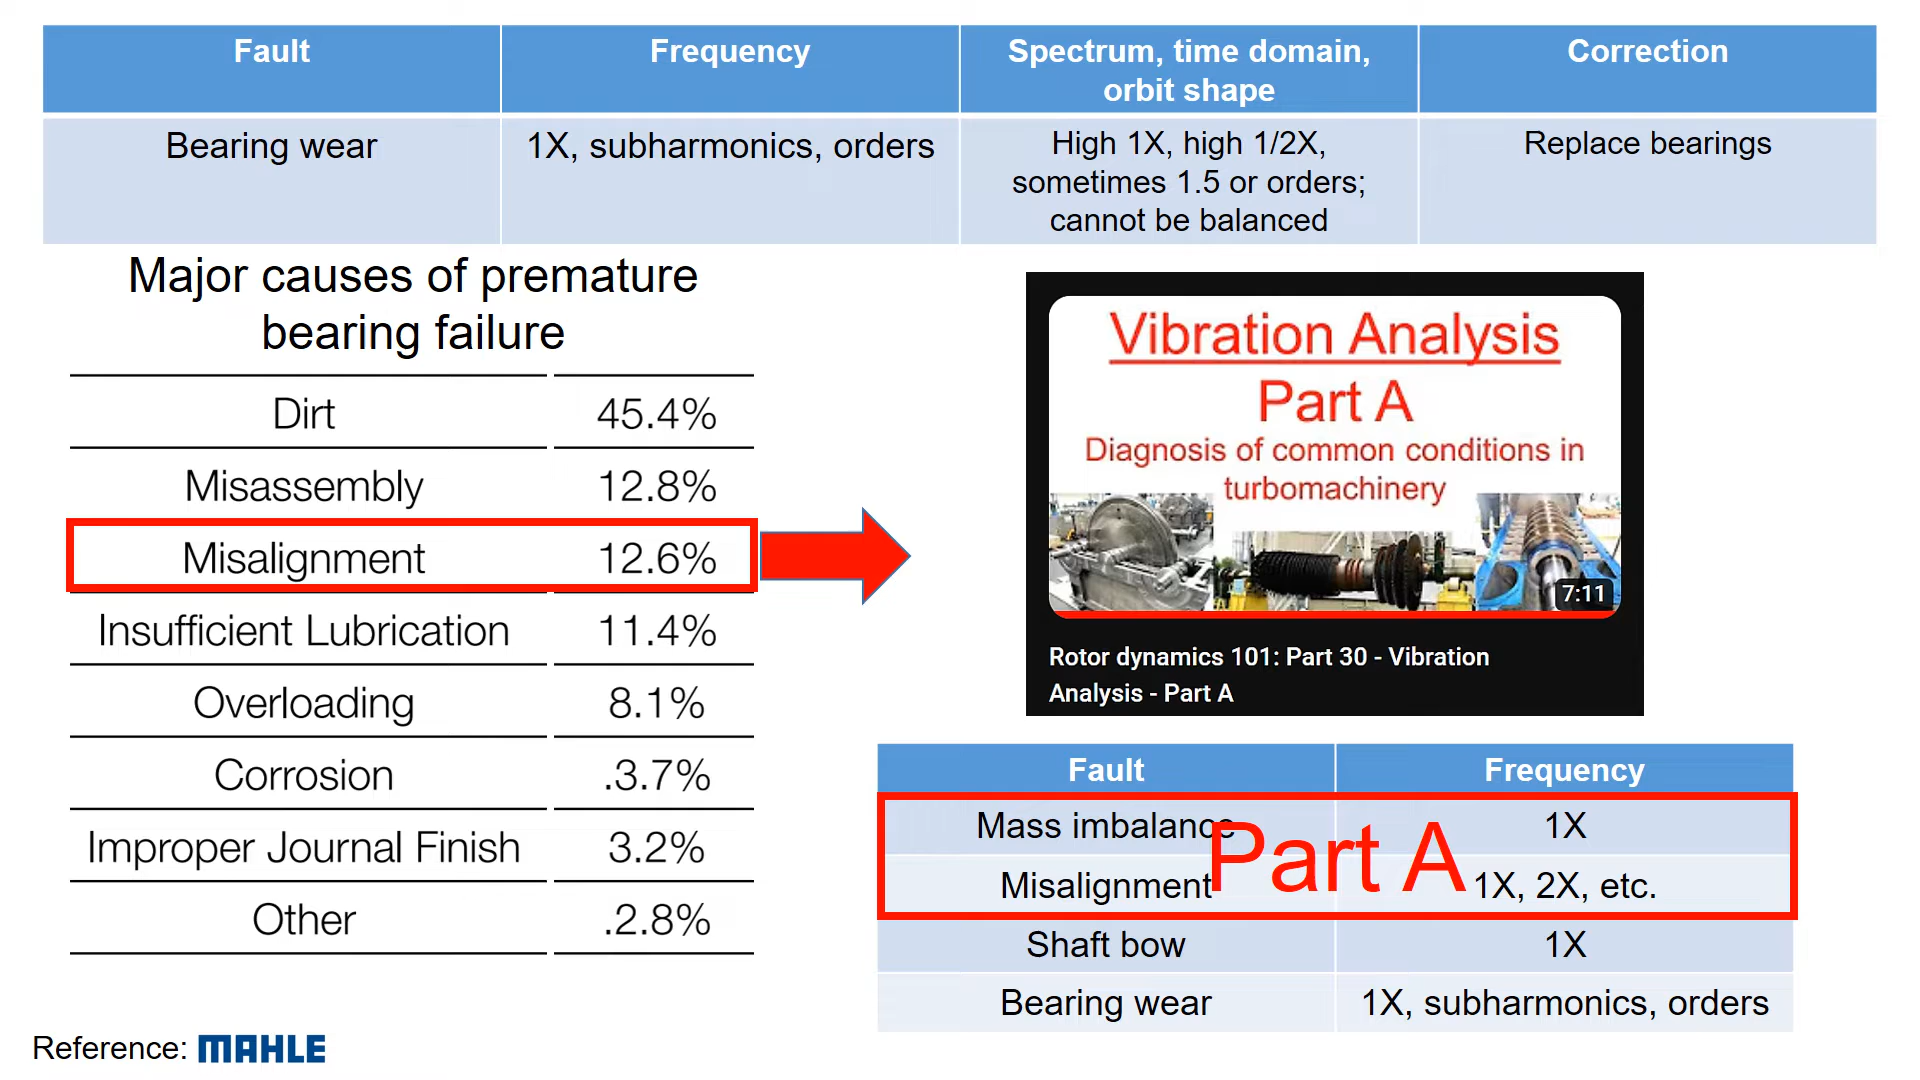 Fault Frequency Spectrum, time domain, Correction
orbit shape
Bearing wear 1X, subharmonics, orders High 1X, high 1/2X, Replace bearings
sometimes 1.5 or orders;
cannot be balanced
Major causes of premature
bearing failure
Dirt 45.4%
Misassembly 12.8%
Misalignment 12.6%
Insufficient Lubrication 11.4%
Overloading 8.1%
Corrosion .3.7%
Improper Journal Finish 3.2%
Other .2.8%
Reference: MAHLE
Vibration Analysis
Part A
Diagnosis of common conditions in
turbomachinery
7:11
Rotor dynamics 101: Part 30 - Vibration
Analysis - Part A
Fault Frequency
Mass imbalance 1X
Part A
Misalignment 1X, 2X, etc.
Shaft bow 1X
Bearing wear 1X, subharmonics, orders